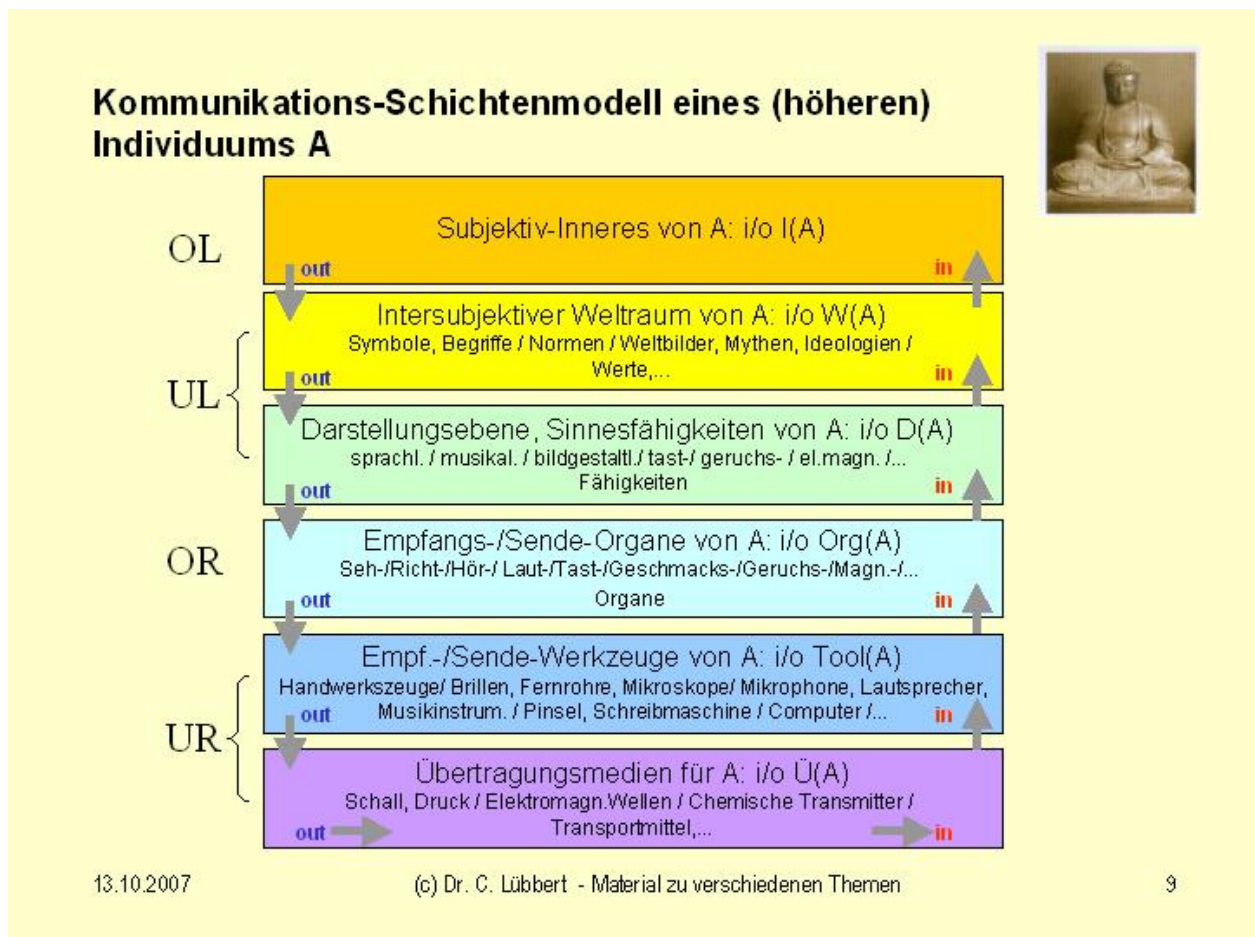 Kommunikations-Schichtenmodell eines (höheren)
Individuums A
OL
Subjektiv-Inneres von A: i/o I(A)
out
in
UL
Intersubjektiver Weltraum von A: i/o W(A)
Symbole, Begriffe / Normen / Weltbilder, Mythen, Ideologien /
Werte,...
out
in
Darstellungsebene, Sinnesfähigkeiten von A: i/o D(A)
sprachl. / musikal. / bildgestaltl./ tast-/ geruchs- / el.magn. /...
Fähigkeiten
out
in
OR
Empfangs-/Sende-Organe von A: i/o Org(A)
Seh-/Richt-/Hör-/ Laut-/Tast-/Geschmacks-/Geruchs-/Magn.-/...
Organe
out
in
UR
Empf.-/Sende-Werkzeuge von A: i/o Tool(A)
Handwerkszeuge/ Brillen, Fernrohre, Mikroskope/ Mikrophone, Lautsprecher,
Musikinstrum. / Pinsel, Schreibmaschine / Computer /...
out
in
Übertragungsmedien für A: i/o Ü(A)
Schall, Druck / Elektromagn.Wellen / Chemische Transmitter /
Transportmittel,...
out
in
13.10.2007
(c) Dr. C. Lübbert - Material zu verschiedenen Themen
9